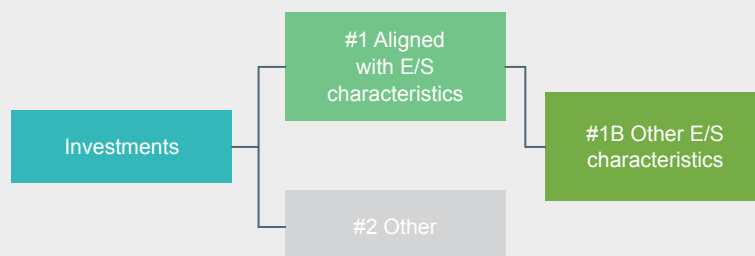 #1 Aligned
with E/S
characteristics
Investments
#1B Other E/S
characteristics
#2 Other